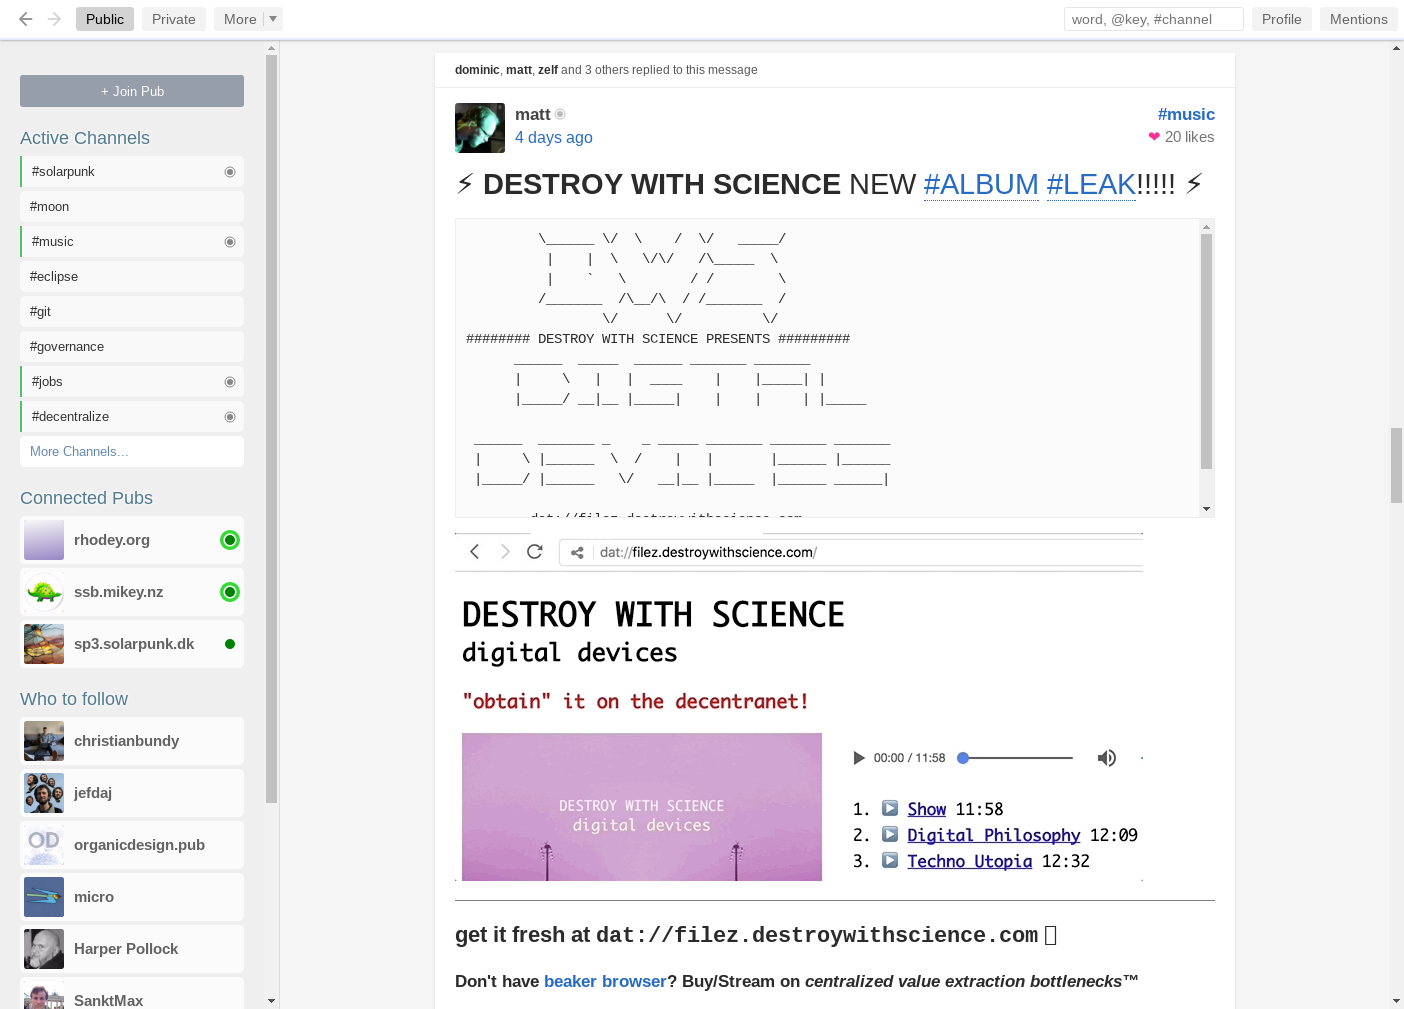 Public Private More word, @key, #channel Profile Mentions
+ Join Pub
Active Channels
#solarpunk
#moon
#music
#eclipse
#git
#governance
#jobs
#decentralize
More Channels...
Connected Pubs
rhodey.org
ssb.mikey.nz
sp3.solarpunk.dk
Who to follow
christianbundy
jefdaj
organicdesign.pub
micro
Harper Pollock
SanktMax
dominic, matt, zelf and 3 others replied to this message
matt
#music
4 days ago
❤ 20 likes
⚡ DESTROY WITH SCIENCE NEW #ALBUM #LEAK!!!!! ⚡
######## DESTROY WITH SCIENCE PRESENTS #########
dat://filez.destroywithscience.com
dat://filez.destroywithscience.com/
DESTROY WITH SCIENCE
digital devices
"obtain" it on the decentranet!
DESTROY WITH SCIENCE
digital devices
00:00 / 11:58
1. Show 11:58
2. Digital Philosophy 12:09
3. Techno Utopia 12:32
get it fresh at dat://filez.destroywithscience.com
Don't have beaker browser? Buy/Stream on centralized value extraction bottlenecks™